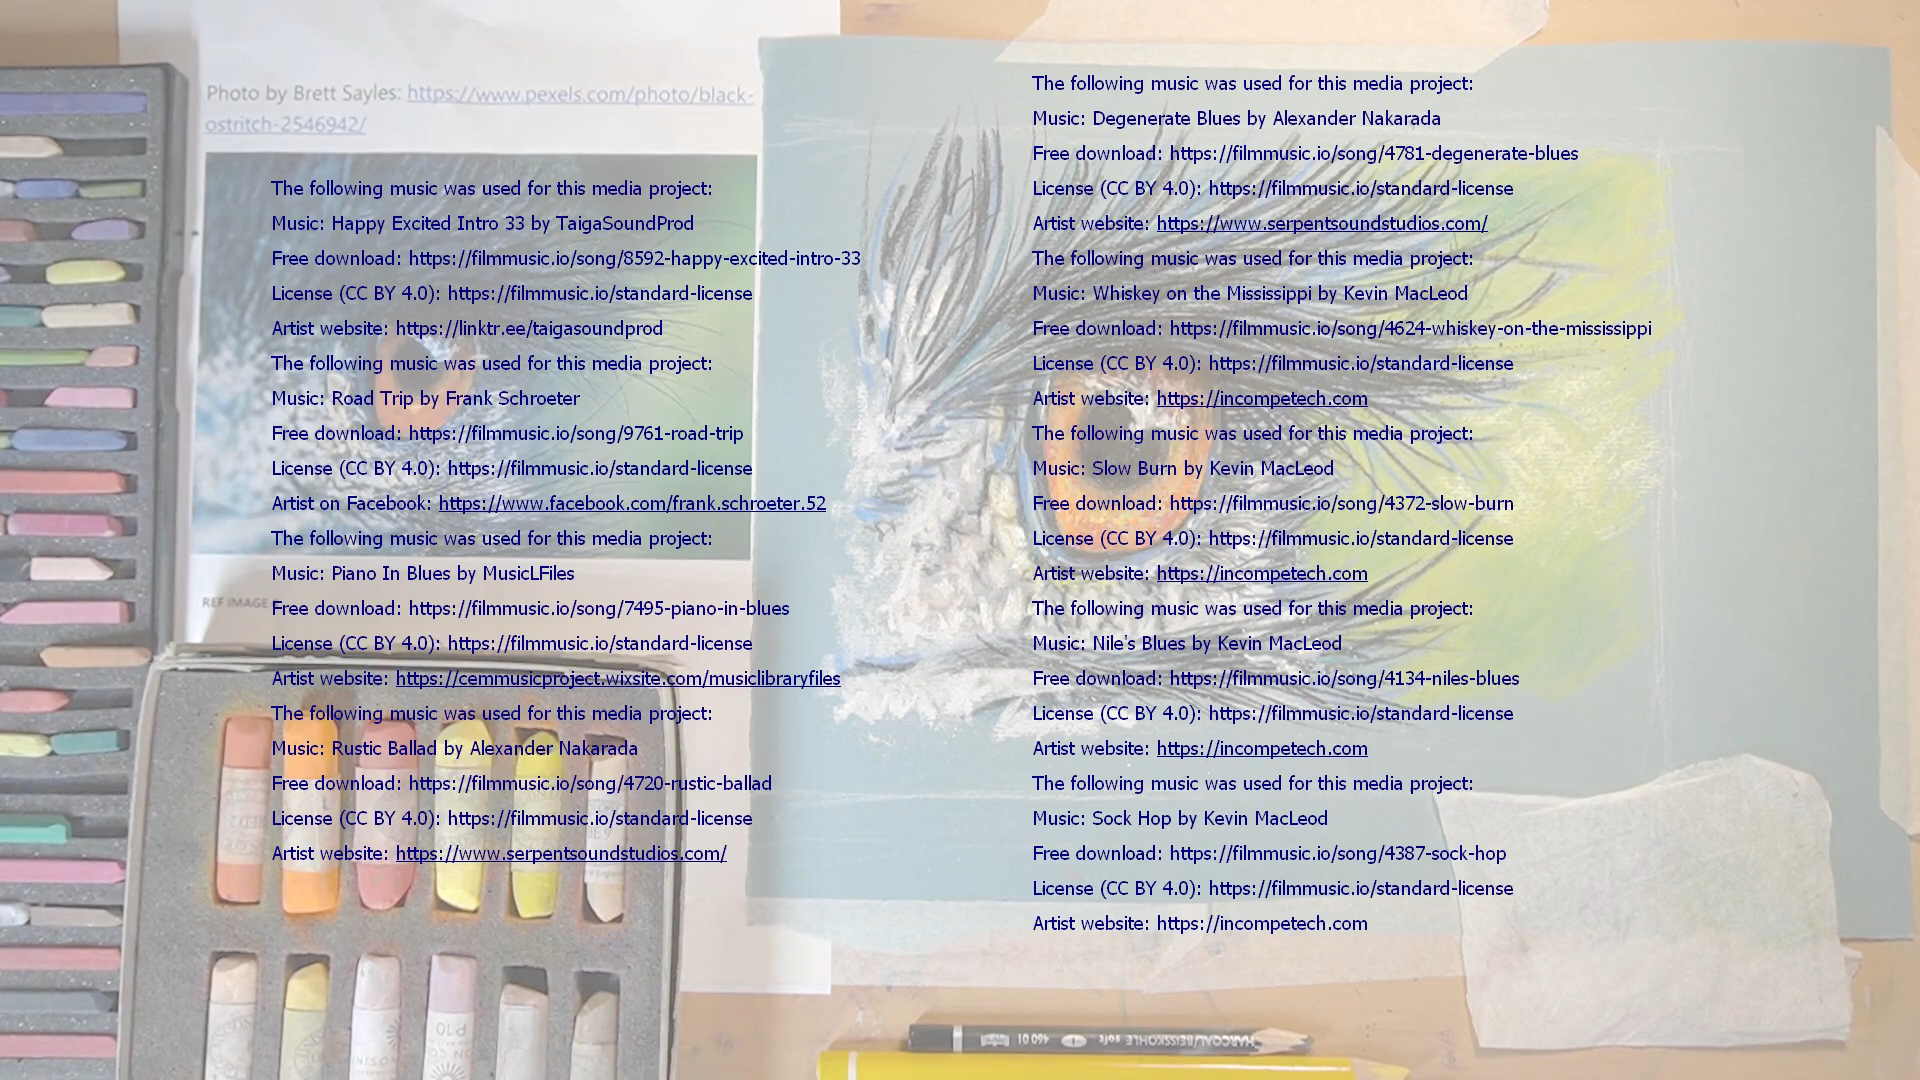 Photo by Brett Sayles: https://www.pexels.com/photo/black-
ostritch-2546942/
REF IMAGE
The following music was used for this media project:
Music: Happy Excited Intro 33 by TaigaSoundProd
Free download: https://filmmusic.io/song/8592-happy-excited-intro-33
License (CC BY 4.0): https://filmmusic.io/standard-license
Artist website: https://linktr.ee/taigasoundprod
The following music was used for this media project:
Music: Road Trip by Frank Schroeter
Free download: https://filmmusic.io/song/9761-road-trip
License (CC BY 4.0): https://filmmusic.io/standard-license
Artist on Facebook: https://www.facebook.com/frank.schroeter.52
The following music was used for this media project:
Music: Piano In Blues by MusicLFiles
Free download: https://filmmusic.io/song/7495-piano-in-blues
License (CC BY 4.0): https://filmmusic.io/standard-license
Artist website: https://cemmusicproject.wixsite.com/musiclibraryfiles
The following music was used for this media project:
Music: Rustic Ballad by Alexander Nakarada
Free download: https://filmmusic.io/song/4720-rustic-ballad
License (CC BY 4.0): https://filmmusic.io/standard-license
Artist website: https://www.serpentsoundstudios.com/
The following music was used for this media project:
Music: Degenerate Blues by Alexander Nakarada
Free download: https://filmmusic.io/song/4781-degenerate-blues
License (CC BY 4.0): https://filmmusic.io/standard-license
Artist website: https://www.serpentsoundstudios.com/
The following music was used for this media project:
Music: Whiskey on the Mississippi by Kevin MacLeod
Free download: https://filmmusic.io/song/4624-whiskey-on-the-mississippi
License (CC BY 4.0): https://filmmusic.io/standard-license
Artist website: https://incompetech.com
The following music was used for this media project:
Music: Slow Burn by Kevin MacLeod
Free download: https://filmmusic.io/song/4372-slow-burn
License (CC BY 4.0): https://filmmusic.io/standard-license
Artist website: https://incompetech.com
The following music was used for this media project:
Music: Nile's Blues by Kevin MacLeod
Free download: https://filmmusic.io/song/4134-niles-blues
License (CC BY 4.0): https://filmmusic.io/standard-license
Artist website: https://incompetech.com
The following music was used for this media project:
Music: Sock Hop by Kevin MacLeod
Free download: https://filmmusic.io/song/4387-sock-hop
License (CC BY 4.0): https://filmmusic.io/standard-license
Artist website: https://incompetech.com